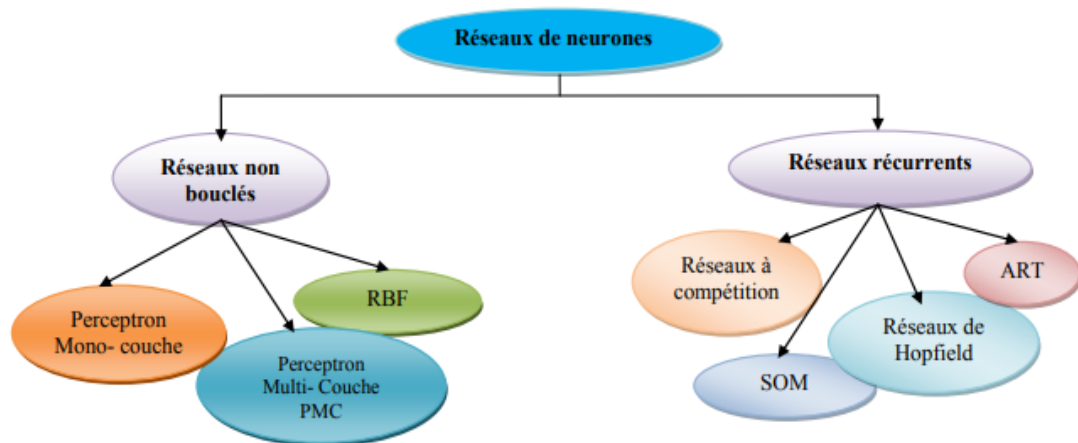 Réseaux de neurones
Réseaux non
bouclés
Réseaux récurrents
Perceptron
Mono- couche
RBF
Perceptron
Multi- Couche
PMC
Réseaux à
compétition
SOM
Réseaux de
Hopfield
ART